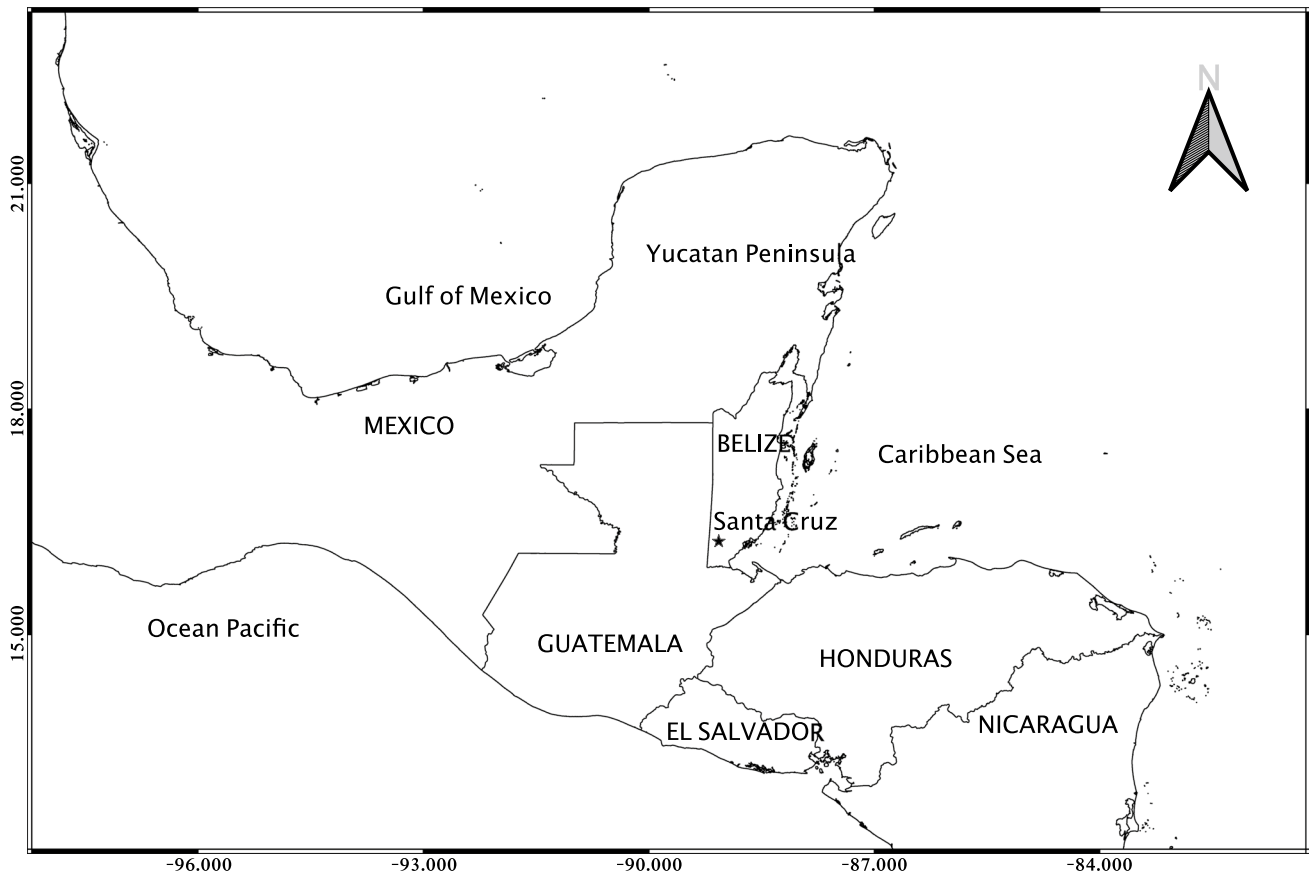 N
21.000
Yucatan Peninsula
Gulf of Mexico
18.000
MEXICO
BELIZE
Caribbean Sea
Santa Cruz
15.000
Ocean Pacific
GUATEMALA
HONDURAS
EL SALVADOR
NICARAGUA
-96.000
-93.000
-90.000
-87.000
-84.000